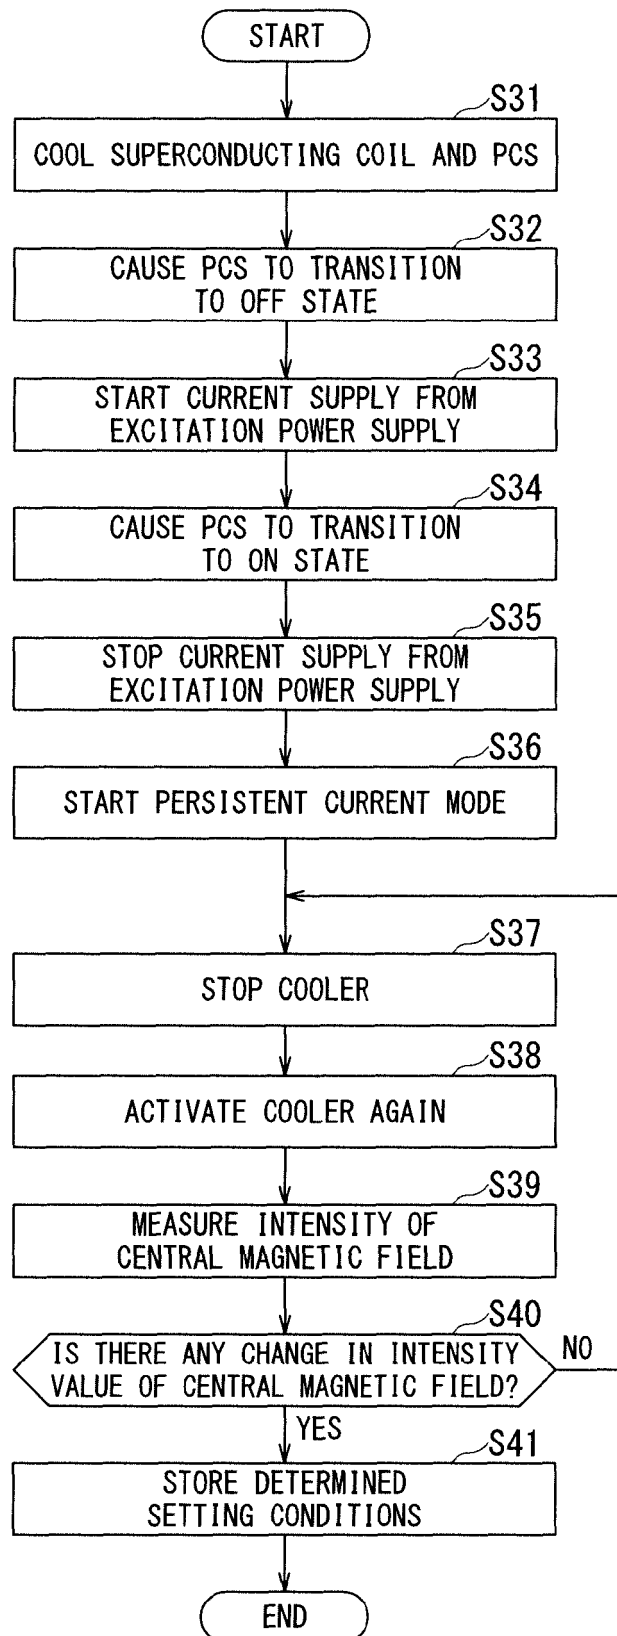 START
S31
COOL SUPERCONDUCTING COIL AND PCS
S32
CAUSE PCS TO TRANSITION
TO OFF STATE
S33
START CURRENT SUPPLY FROM
EXCITATION POWER SUPPLY
S34
CAUSE PCS TO TRANSITION
TO ON STATE
S35
STOP CURRENT SUPPLY FROM
EXCITATION POWER SUPPLY
S36
START PERSISTENT CURRENT MODE
S37
STOP COOLER
S38
ACTIVATE COOLER AGAIN
S39
MEASURE INTENSITY OF
CENTRAL MAGNETIC FIELD
S40
IS THERE ANY CHANGE IN INTENSITY
VALUE OF CENTRAL MAGNETIC FIELD?
NO
YES
S41
STORE DETERMINED
SETTING CONDITIONS
END